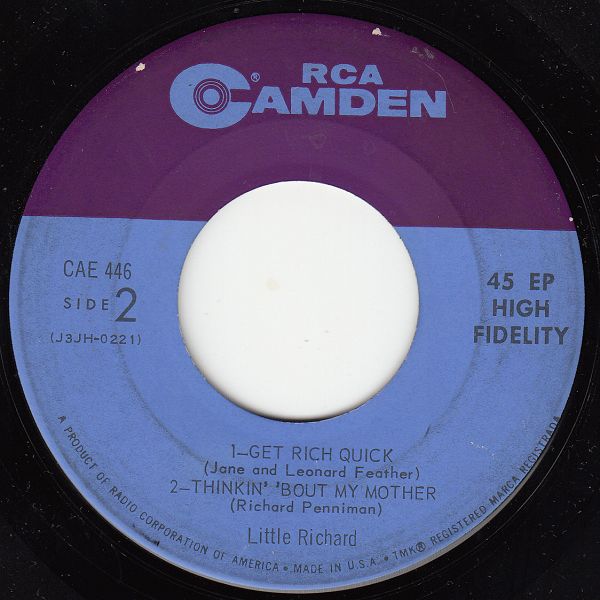 RCA
CAMDEN ®
CAE 446
SIDE 2
(J3JH-0221)
45 EP
HIGH
FIDELITY
1—GET RICH QUICK
(Jane and Leonard Feather)
2—THINKIN' 'BOUT MY MOTHER
(Richard Penniman)
Little Richard
A PRODUCT OF RADIO CORPORATION OF AMERICA • MADE IN U.S.A. • TMK® REGISTERED MARCA REGISTRADA